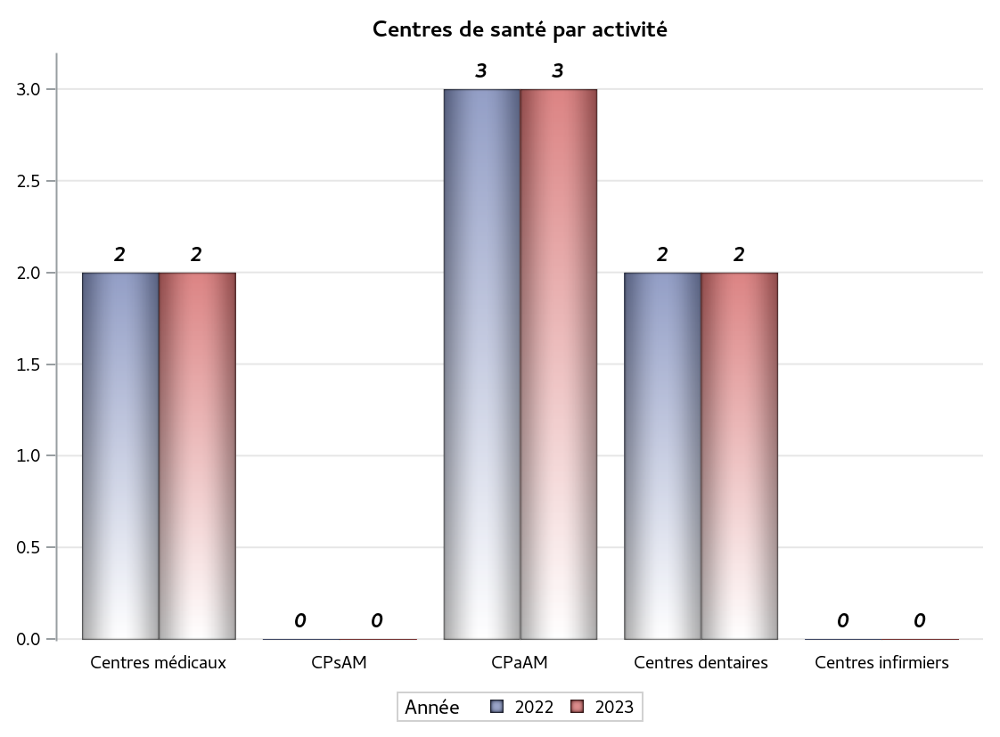 Centres de santé par activité
3 3
3.0
2.5
2 2 2 2
2.0
1.5
1.0
0.5
0 0 0 0
0.0
Centres médicaux CPsAM CPaAM Centres dentaires Centres infirmiers
Année 2022 2023